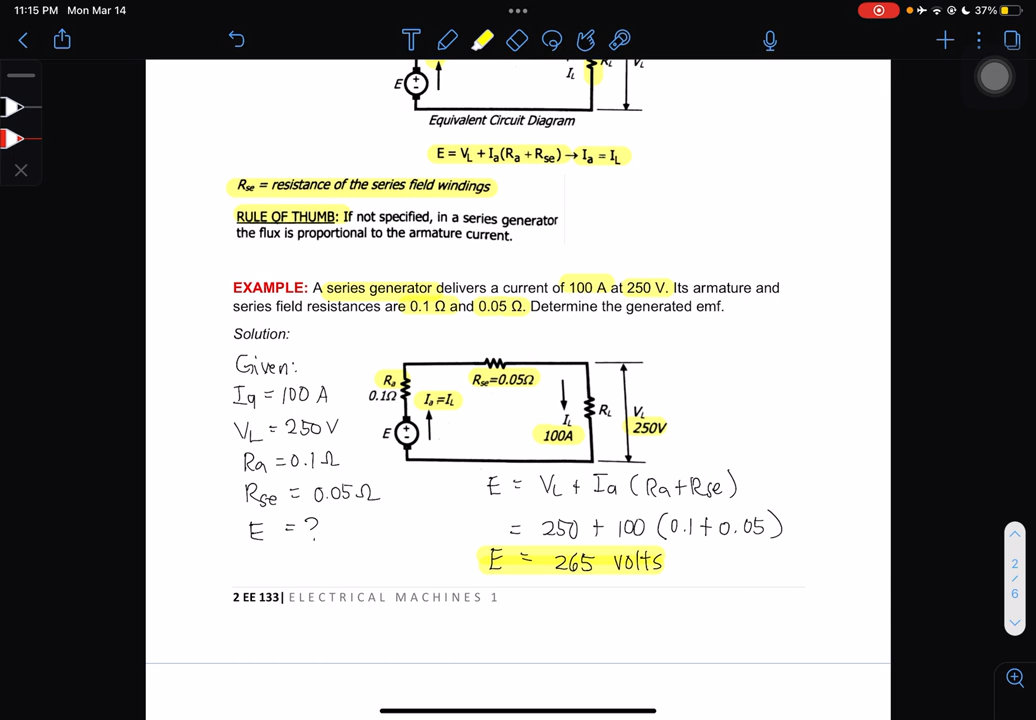 11:15 PM Mon Mar 14
37%
T
RL
VL
IL
E
Equivalent Circuit Diagram
E = VL + Ia(Ra + Rse) → Ia = IL
Rse = resistance of the series field windings
RULE OF THUMB: If not specified, in a series generator
the flux is proportional to the armature current.
EXAMPLE: A series generator delivers a current of 100 A at 250 V. Its armature and
series field resistances are 0.1 Ω and 0.05 Ω. Determine the generated emf.
Solution:
Given:
Ia = 100 A
VL = 250 V
Ra = 0.1 Ω
Rse = 0.05 Ω
E = ?
Ra
0.1Ω
Rse=0.05Ω
Ia =IL
E
IL
100A
RL
VL
250V
E = VL + Ia (Ra + Rse)
= 250 + 100 (0.1 + 0.05)
E = 265 volts
2 EE 133| ELECTRICAL MACHINES 1
2
/
6